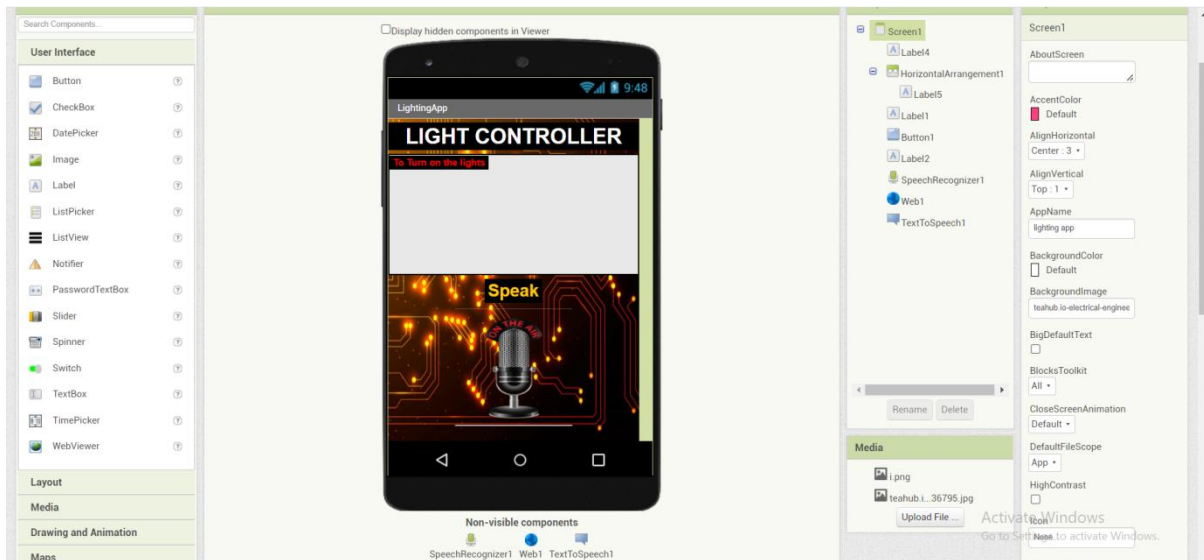 Search Components...
User Interface
Button
CheckBox
DatePicker
Image
Label
ListPicker
ListView
Notifier
PasswordTextBox
Slider
Spinner
Switch
TextBox
TimePicker
WebViewer
Layout
Media
Drawing and Animation
Maps
Display hidden components in Viewer
9:48
LightingApp
LIGHT CONTROLLER
To Turn on the lights
Speak
ON THE AIR
Non-visible components
SpeechRecognizer1 Web1 TextToSpeech1
Screen1
Label4
HorizontalArrangement1
Label5
Label1
Button1
Label2
SpeechRecognizer1
Web1
TextToSpeech1
Rename Delete
Media
i.png
teahub.i...36795.jpg
Upload File ...
Screen1
AboutScreen
AccentColor
Default
AlignHorizontal
Center : 3
AlignVertical
Top : 1
AppName
lighting app
BackgroundColor
Default
BackgroundImage
teahub.io-electrical-enginee
BigDefaultText
BlocksToolkit
All
CloseScreenAnimation
Default
DefaultFileScope
App
HighContrast
Icon
None...
Activate Windows
Go to Settings to activate Windows.